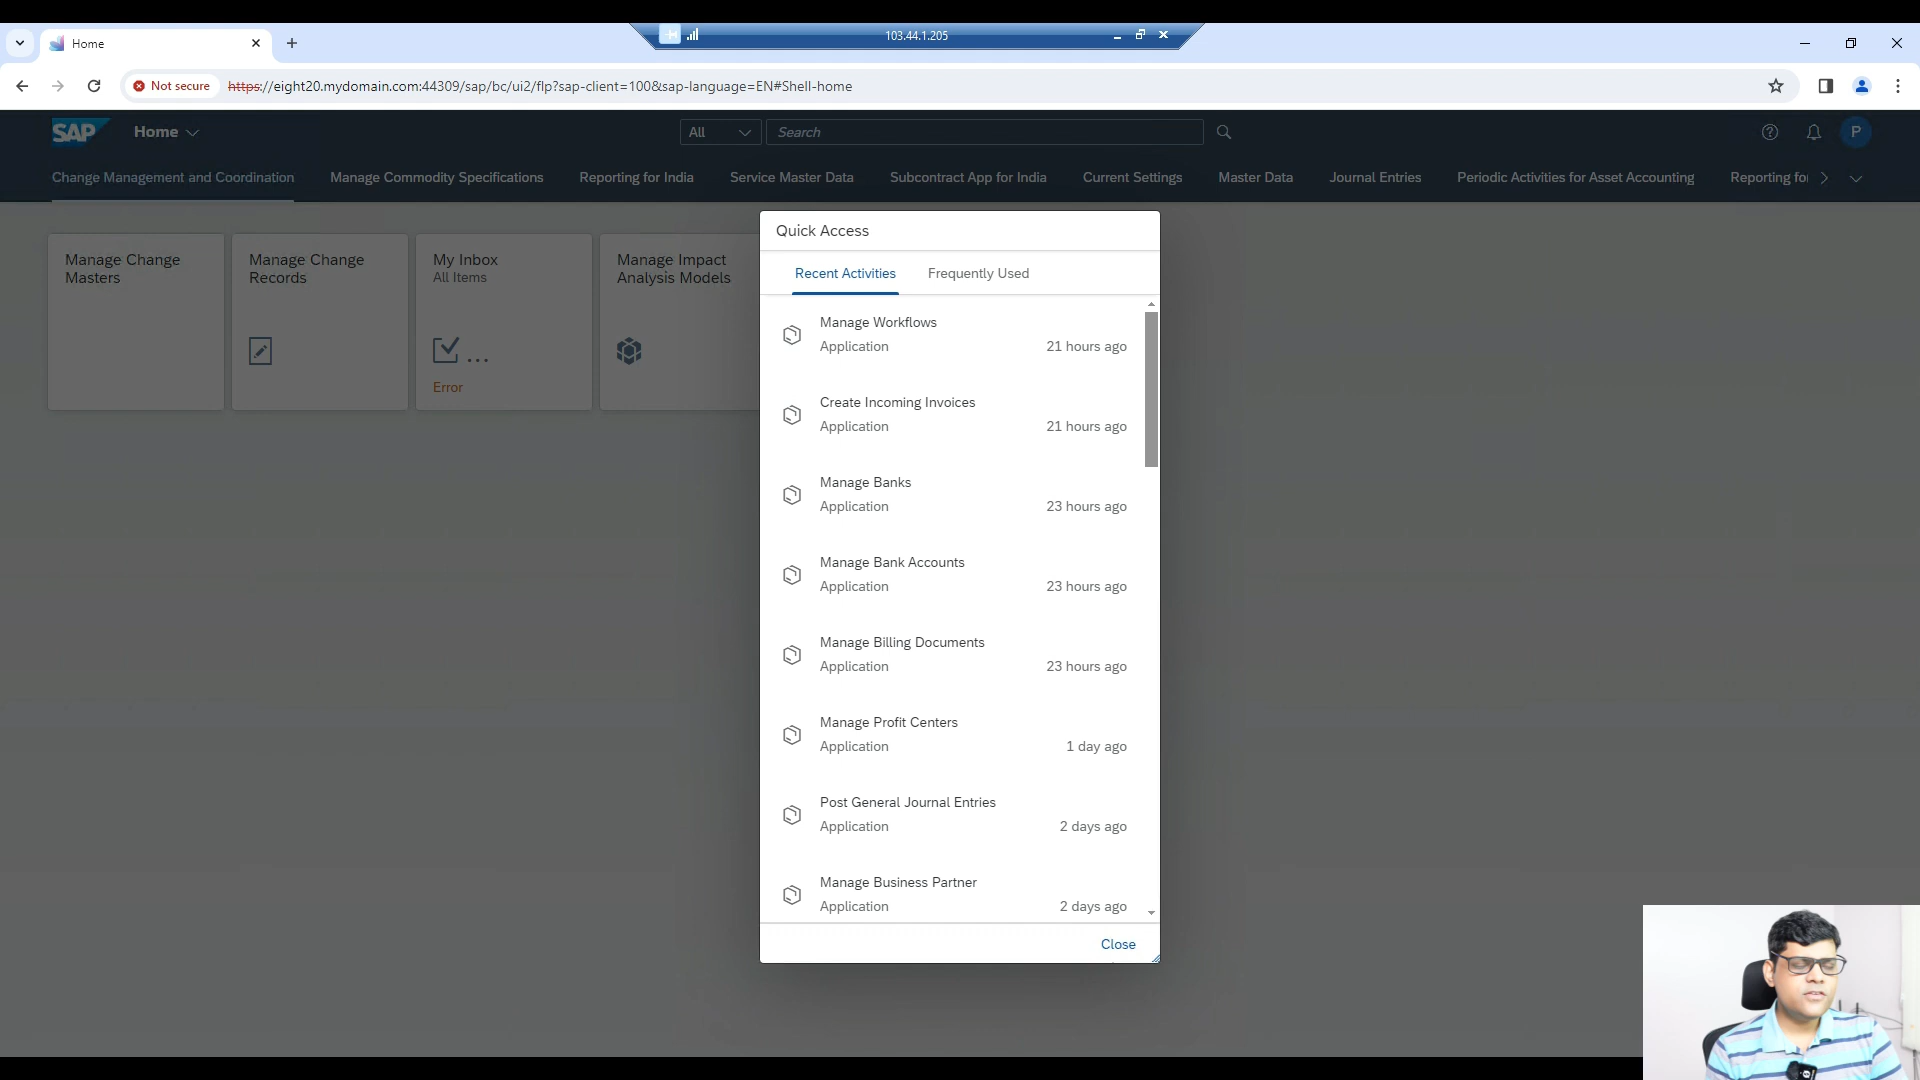 Home
103.44.1.205
Not secure
https://eight20.mydomain.com:44309/sap/bc/ui2/flp?sap-client=100&sap-language=EN#Shell-home
SAP
Home
All
Search
P
Change Management and Coordination
Manage Commodity Specifications
Reporting for India
Service Master Data
Subcontract App for India
Current Settings
Master Data
Journal Entries
Periodic Activities for Asset Accounting
Reporting for
Manage Change
Masters
Manage Change
Records
My Inbox
All Items
...
Error
Manage Impact
Analysis Models
Quick Access
Recent Activities
Frequently Used
Manage Workflows
Application 21 hours ago
Create Incoming Invoices
Application 21 hours ago
Manage Banks
Application 23 hours ago
Manage Bank Accounts
Application 23 hours ago
Manage Billing Documents
Application 23 hours ago
Manage Profit Centers
Application 1 day ago
Post General Journal Entries
Application 2 days ago
Manage Business Partner
Application 2 days ago
Close